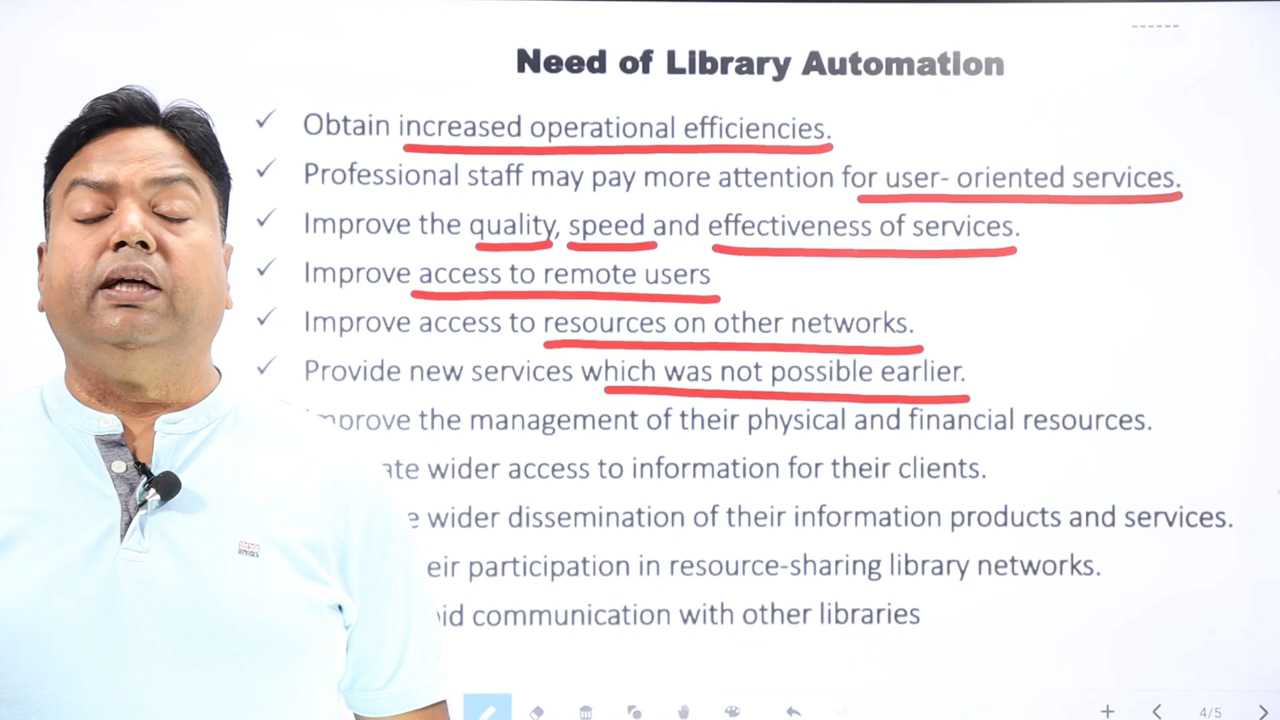 Need of Library Automation
✓ Obtain increased operational efficiencies.
✓ Professional staff may pay more attention for user- oriented services.
✓ Improve the quality, speed and effectiveness of services.
✓ Improve access to remote users
✓ Improve access to resources on other networks.
✓ Provide new services which was not possible earlier.
the management of their physical and financial resources.
wider access to information for their clients.
wider dissemination of their information products and services.
participation in resource-sharing library networks.
communication with other libraries
4/5